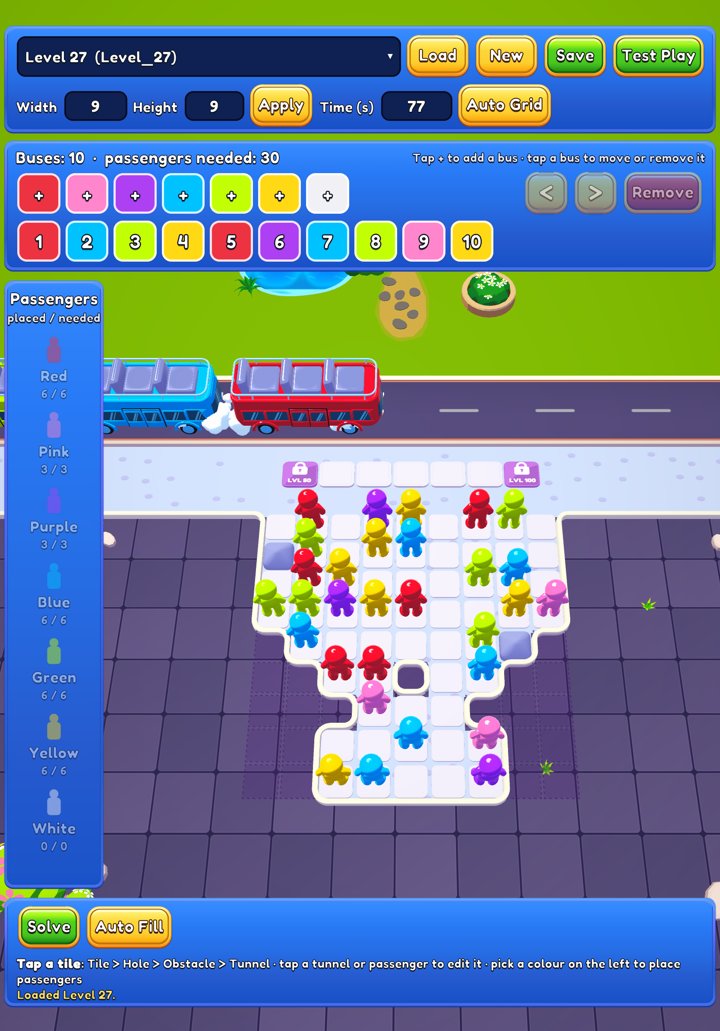 Level 27 (Level_27)
Load
New
Save
Test Play
Width
9
Height
9
Apply
Time (s)
77
Auto Grid
Buses: 10 · passengers needed: 30
Tap + to add a bus · tap a bus to move or remove it
+ + + + + + +
< > Remove
1 2 3 4 5 6 7 8 9 10
Passengers
placed / needed
Red
6 / 6
Pink
3 / 3
Purple
3 / 3
Blue
6 / 6
Green
6 / 6
Yellow
6 / 6
White
0 / 0
LVL 50
LVL 100
Solve
Auto Fill
Tap a tile: Tile > Hole > Obstacle > Tunnel · tap a tunnel or passenger to edit it · pick a colour on the left to place
passengers
Loaded Level 27.